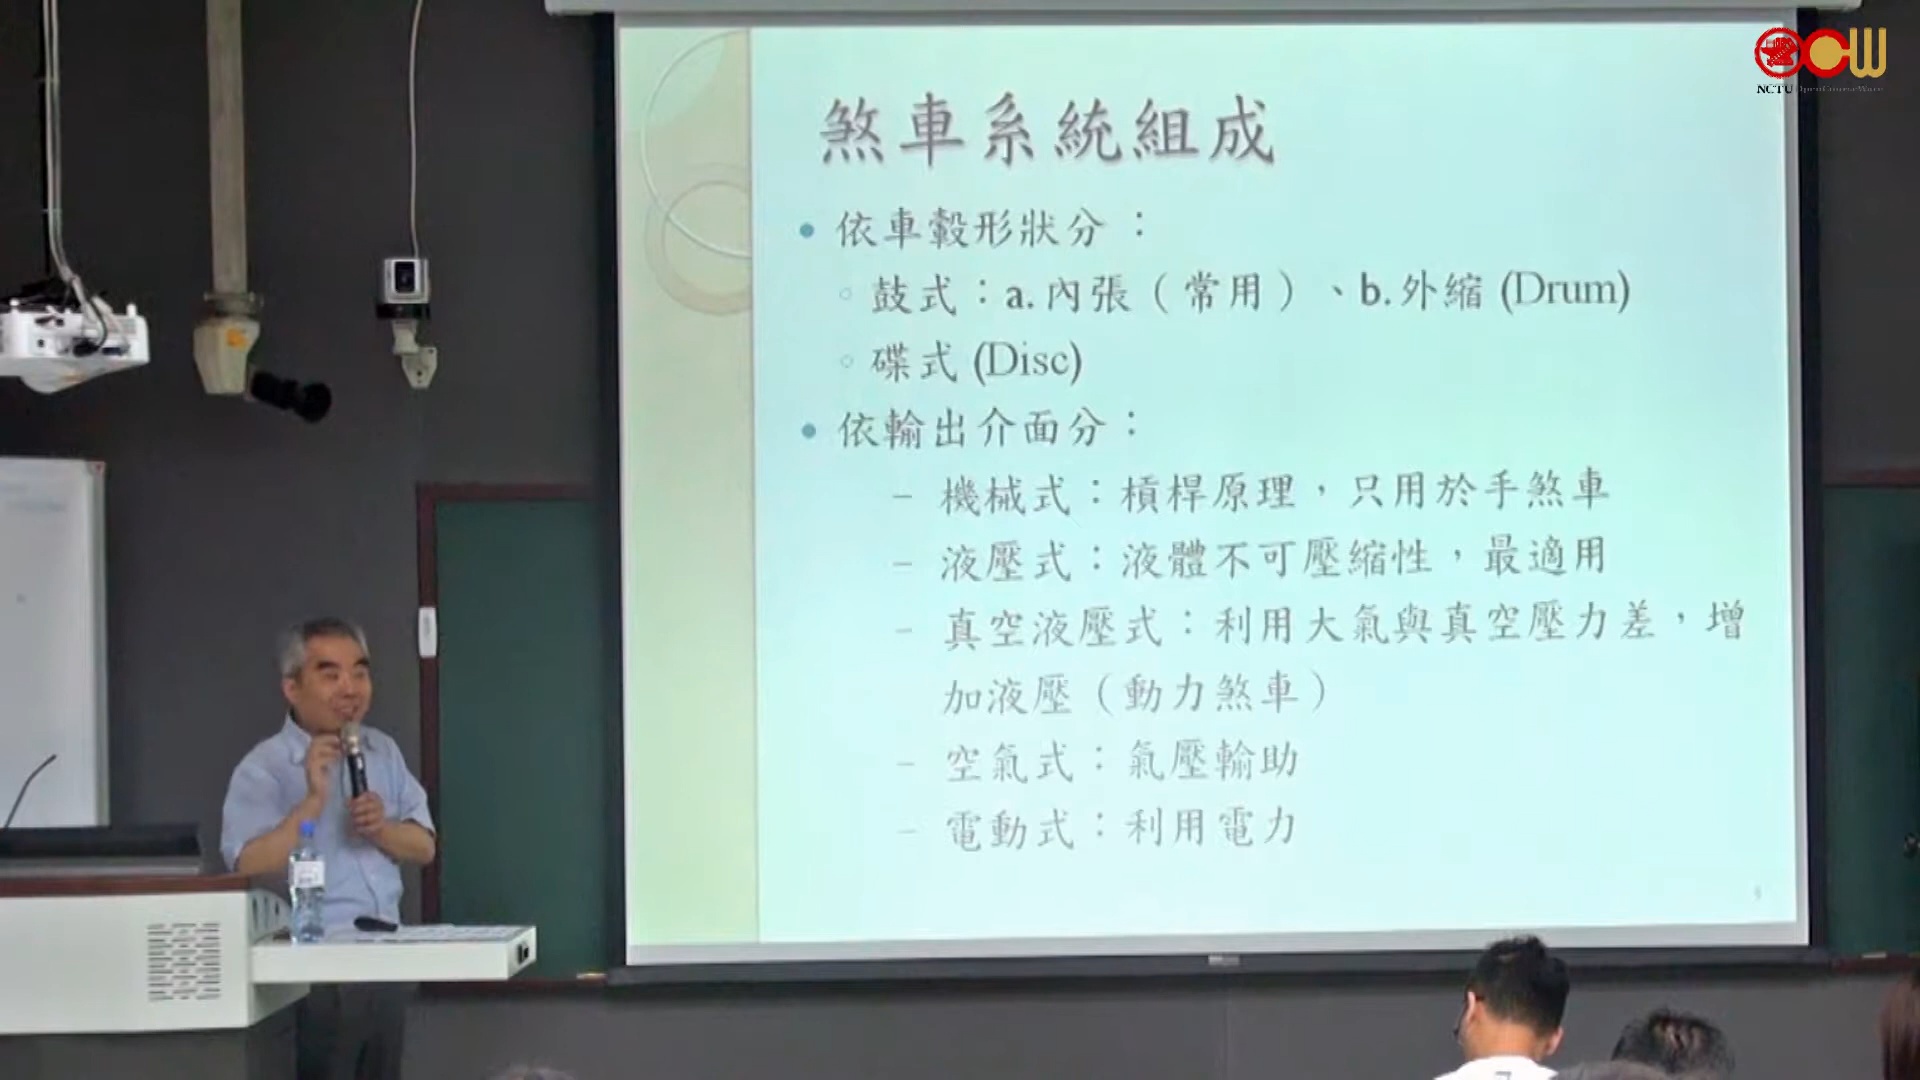 NCTU OpenCourseWare
煞車系統組成
• 依車轂形狀分：
◦ 鼓式：a. 內張（常用）、b. 外縮 (Drum)
◦ 碟式 (Disc)
• 依輸出介面分：
– 機械式：槓桿原理，只用於手煞車
– 液壓式：液體不可壓縮性，最適用
– 真空液壓式：利用大氣與真空壓力差，增
加液壓（動力煞車）
– 空氣式：氣壓輸助
– 電動式：利用電力